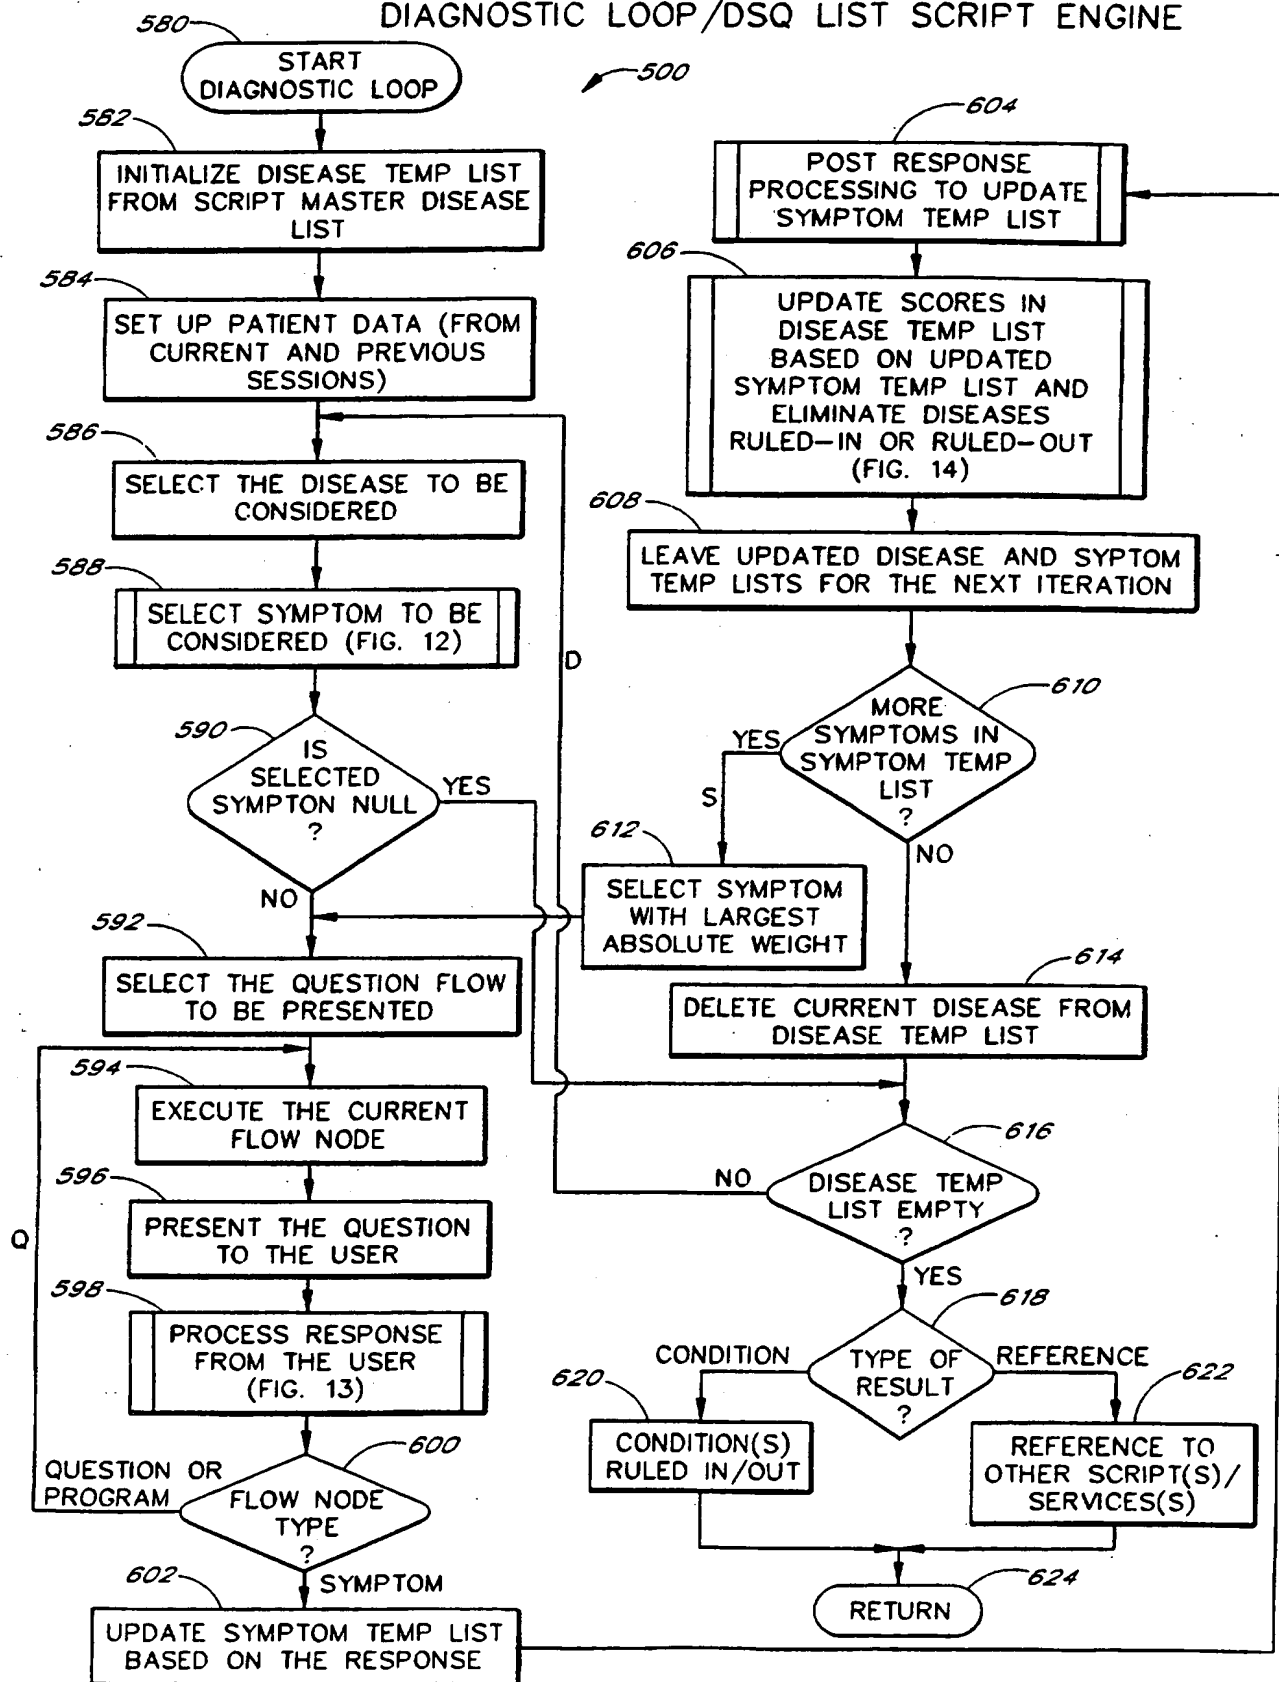 DIAGNOSTIC LOOP/DSQ LIST SCRIPT ENGINE
500
580
START
DIAGNOSTIC LOOP
582
INITIALIZE DISEASE TEMP LIST
FROM SCRIPT MASTER DISEASE
LIST
584
SET UP PATIENT DATA (FROM
CURRENT AND PREVIOUS
SESSIONS)
586
SELECT THE DISEASE TO BE
CONSIDERED
588
SELECT SYMPTOM TO BE
CONSIDERED (FIG. 12)
590
IS
SELECTED
SYMPTON NULL
?
YES
NO
592
SELECT THE QUESTION FLOW
TO BE PRESENTED
594
EXECUTE THE CURRENT
FLOW NODE
596
PRESENT THE QUESTION
TO THE USER
Q
598
PROCESS RESPONSE
FROM THE USER
(FIG. 13)
600
QUESTION OR
PROGRAM
FLOW NODE
TYPE
?
SYMPTOM
602
UPDATE SYMPTOM TEMP LIST
BASED ON THE RESPONSE
604
POST RESPONSE
PROCESSING TO UPDATE
SYMPTOM TEMP LIST
606
UPDATE SCORES IN
DISEASE TEMP LIST
BASED ON UPDATED
SYMPTOM TEMP LIST AND
ELIMINATE DISEASES
RULED-IN OR RULED-OUT
(FIG. 14)
608
LEAVE UPDATED DISEASE AND SYPTOM
TEMP LISTS FOR THE NEXT ITERATION
D
610
MORE
SYMPTOMS IN
SYMPTOM TEMP
LIST
?
YES
S
NO
612
SELECT SYMPTOM
WITH LARGEST
ABSOLUTE WEIGHT
614
DELETE CURRENT DISEASE FROM
DISEASE TEMP LIST
616
DISEASE TEMP
LIST EMPTY
?
NO
YES
618
TYPE OF
RESULT
?
CONDITION
REFERENCE
620
CONDITION(S)
RULED IN/OUT
622
REFERENCE TO
OTHER SCRIPT(S)/
SERVICES(S)
624
RETURN